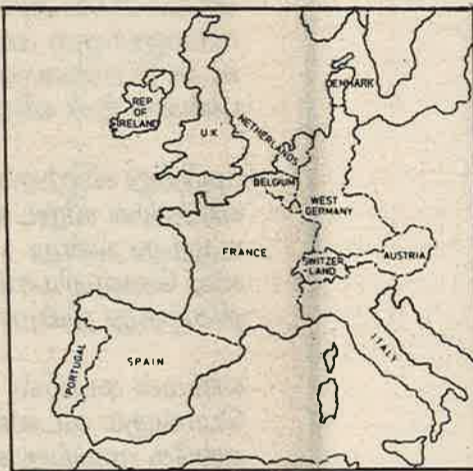 DENMARK
REP
OF
IRELAND
U.K
NETHERLANDS
BELGIUM
WEST
GERMANY
FRANCE
SWITZER-
LAND
AUSTRIA
ITALY
PORTUGAL
SPAIN